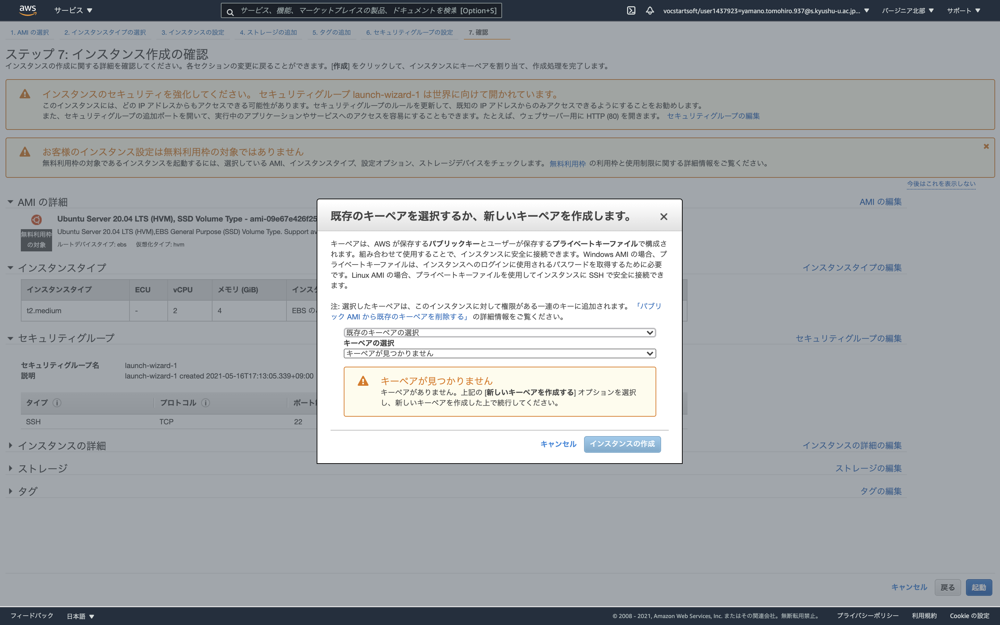 aws
サービス ▼
サービス、機能、マーケットプレイスの製品、ドキュメントを検索 [Option+S]
vocstartsoft/user1437923=yamano.tomohiro.937@s.kyushu-u.ac.jp... ▼
バージニア北部 ▼
サポート ▼
1. AMI の選択
2. インスタンスタイプの選択
3. インスタンスの設定
4. ストレージの追加
5. タグの追加
6. セキュリティグループの設定
7. 確認
ステップ 7: インスタンス作成の確認
インスタンスの作成に関する詳細を確認してください。各セクションの変更に戻ることができます。[作成] をクリックして、インスタンスにキーペアを割り当て、作成処理を完了します。
インスタンスのセキュリティを強化してください。 セキュリティグループ launch-wizard-1 は世界に向けて開かれています。
このインスタンスには、どの IP アドレスからもアクセスできる可能性があります。セキュリティグループのルールを更新して、既知の IP アドレスからのみアクセスできるようにすることをお勧めします。
また、セキュリティグループの追加ポートを開いて、実行中のアプリケーションやサービスへのアクセスを容易にすることもできます。たとえば、ウェブサーバー用に HTTP (80) を開きます。 セキュリティグループの編集
お客様のインスタンス設定は無料利用枠の対象ではありません
無料利用枠の対象であるインスタンスを起動するには、選択している AMI、インスタンスタイプ、設定オプション、ストレージデバイスをチェックします。 無料利用枠 の利用枠と使用制限に関する詳細情報をご覧ください。
今後はこれを表示しない
AMI の詳細
AMI の編集
Ubuntu Server 20.04 LTS (HVM), SSD Volume Type - ami-09e67e426f25
無料利用枠
の対象
Ubuntu Server 20.04 LTS (HVM),EBS General Purpose (SSD) Volume Type. Support av
ルートデバイスタイプ: ebs 仮想化タイプ: hvm
インスタンスタイプ
インスタンスタイプの編集
インスタンスタイプ ECU vCPU メモリ (GiB) インスタ
t2.medium - 2 4 EBS の
セキュリティグループ
セキュリティグループの編集
セキュリティグループ名 launch-wizard-1
説明 launch-wizard-1 created 2021-05-16T17:13:05.339+09:00
タイプ プロトコル ポート
SSH TCP 22
インスタンスの詳細
インスタンスの詳細の編集
ストレージ
ストレージの編集
タグ
タグの編集
既存のキーペアを選択するか、新しいキーペアを作成します。
キーペアは、AWS が保存するパブリックキーとユーザーが保存するプライベートキーファイルで構成さ
れます。組み合わせて使用することで、インスタンスに安全に接続できます。Windows AMI の場合、プ
ライベートキーファイルは、インスタンスへのログインに使用されるパスワードを取得するために必要
です。Linux AMI の場合、プライベートキーファイルを使用してインスタンスに SSH で安全に接続でき
ます。
注: 選択したキーペアは、このインスタンスに対して権限がある一連のキーに追加されます。 「パブリ
ック AMI から既存のキーペアを削除する」 の詳細情報をご覧ください。
既存のキーペアの選択
キーペアの選択
キーペアが見つかりません
キーペアが見つかりません
キーペアがありません。上記の [新しいキーペアを作成する] オプションを選択
し、新しいキーペアを作成した上で続行してください。
キャンセル
インスタンスの作成
キャンセル
戻る
起動
フィードバック
日本語 ▼
© 2008 - 2021, Amazon Web Services, Inc. またはその関連会社。無断転用禁止。
プライバシーポリシー
利用規約
Cookie の設定